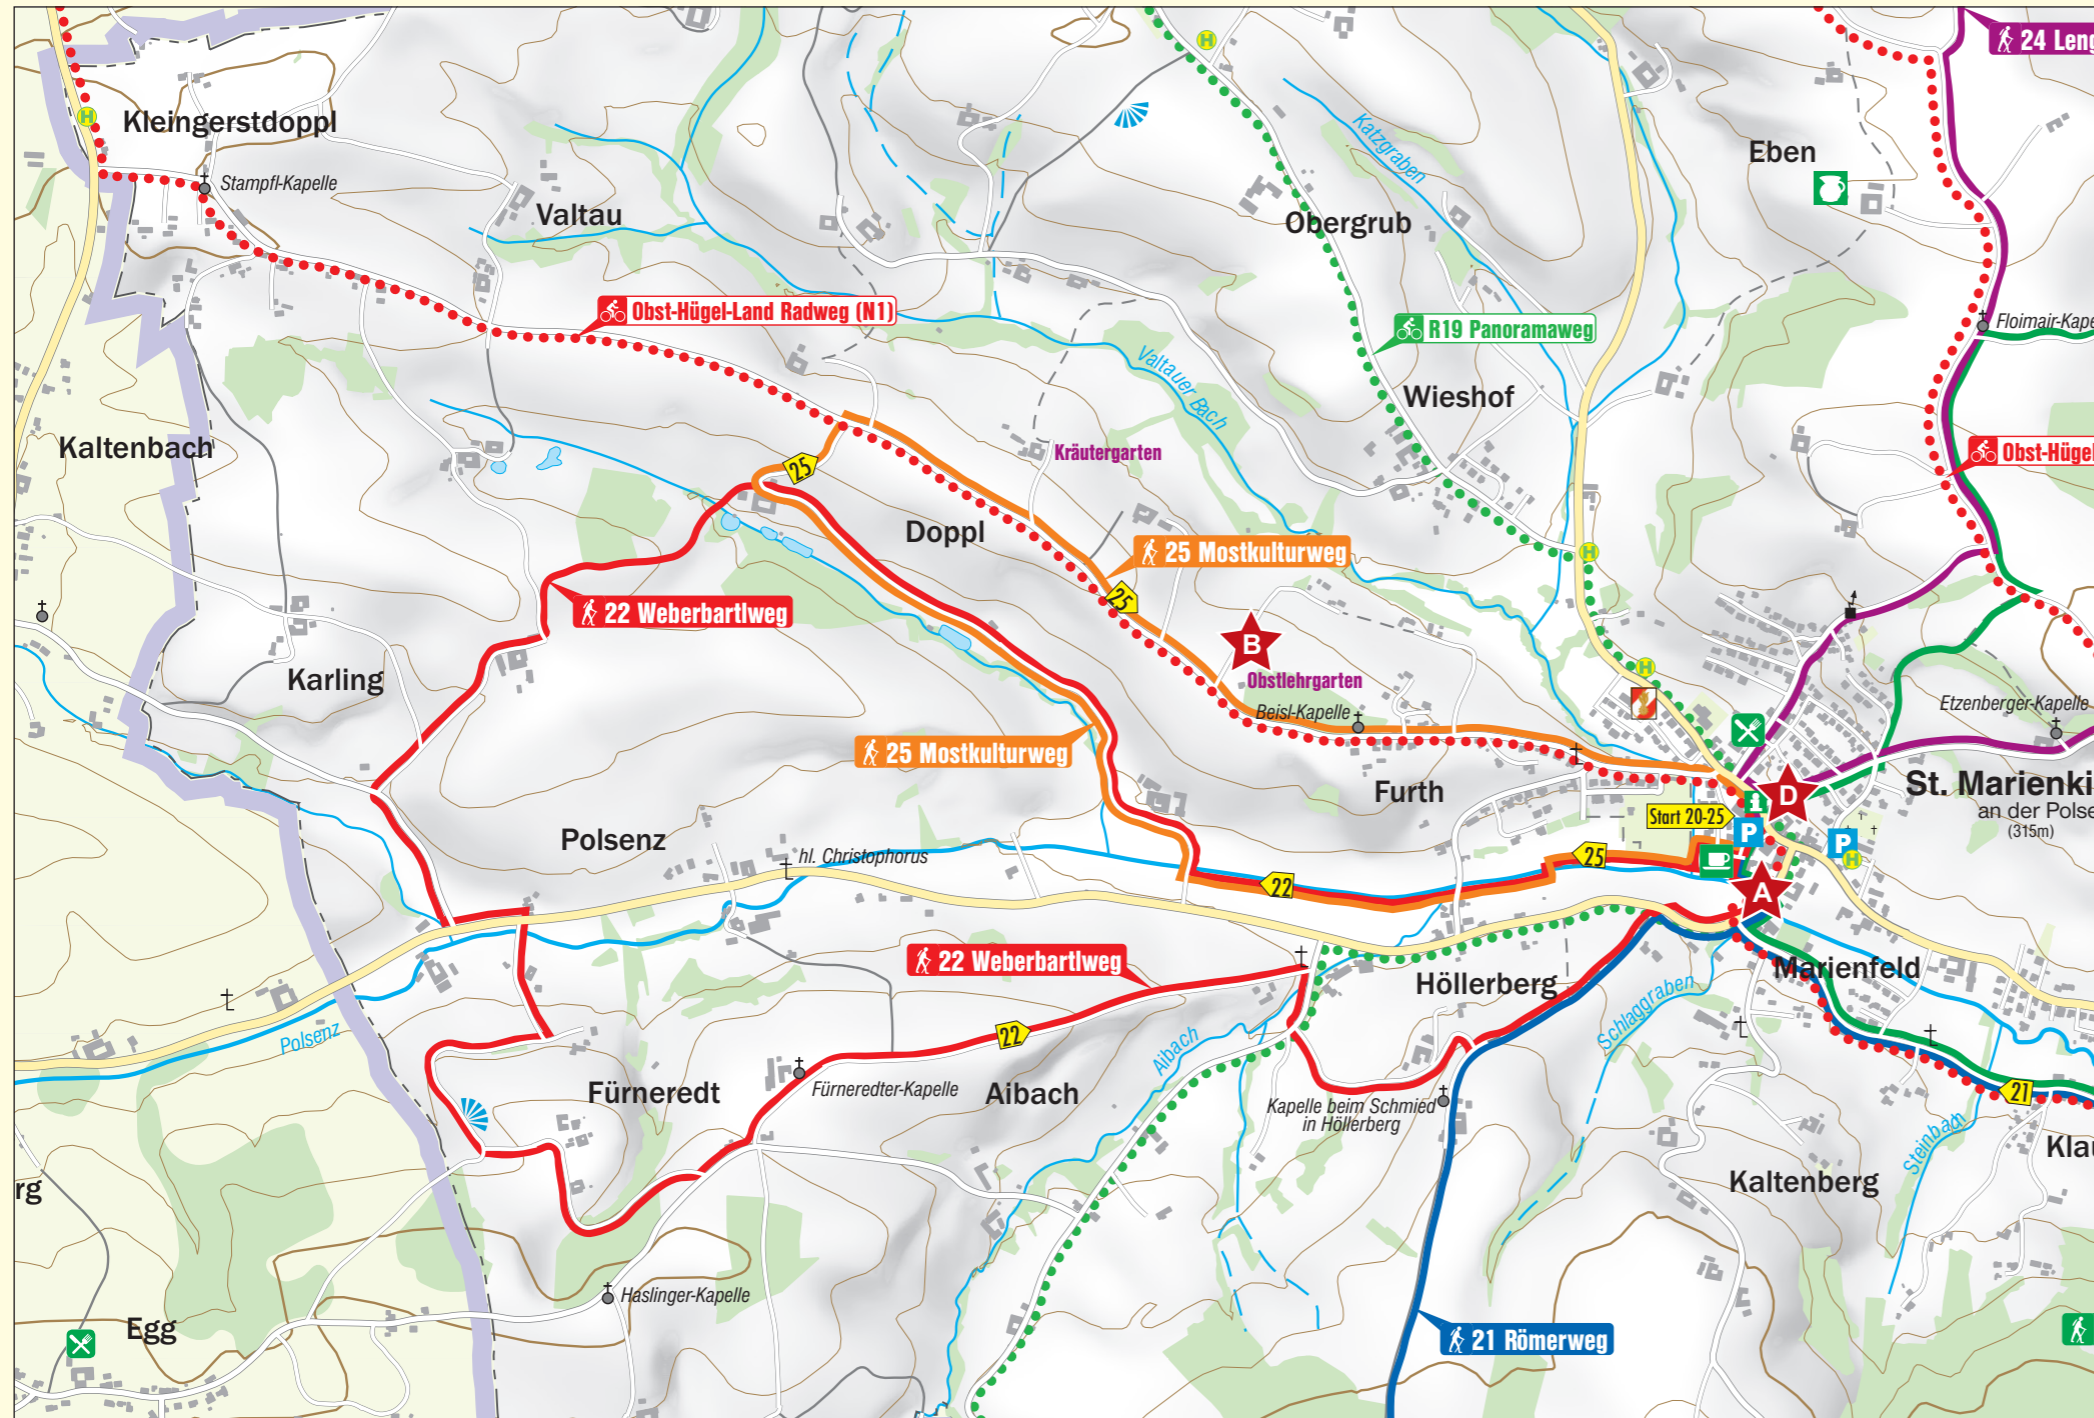 24 Leng
H
H
Kleingerstdoppl
Katzgraben
Eben
Stampfl-Kapelle
Valtau
Obergrub
Obst-Hügel-Land Radweg (N1)
R19 Panoramaweg
Floimair-Kape
Valtauer Bach
Wieshof
Kaltenbach
Kräutergarten
Obst-Hügel
25
Doppl
25 Mostkulturweg
H
22 Weberbartlweg
25
B
Karling
Obstlehrgarten
H
Beisl-Kapelle
Etzenberger-Kapelle
25 Mostkulturweg
Furth
D
St. Marienki
an der Polse
(315m)
Start 20-25
i
P
P
H
Polsenz
hl. Christophorus
25
22
A
22 Weberbartlweg
Höllerberg
Marienfeld
Schlaggraben
Polsenz
22
Aibach
Fürneredt
Fürneredter-Kapelle
Aibach
Kapelle beim Schmied
in Höllerberg
21
Steinbach
Klau
rg
Kaltenberg
Haslinger-Kapelle
Egg
21 Römerweg